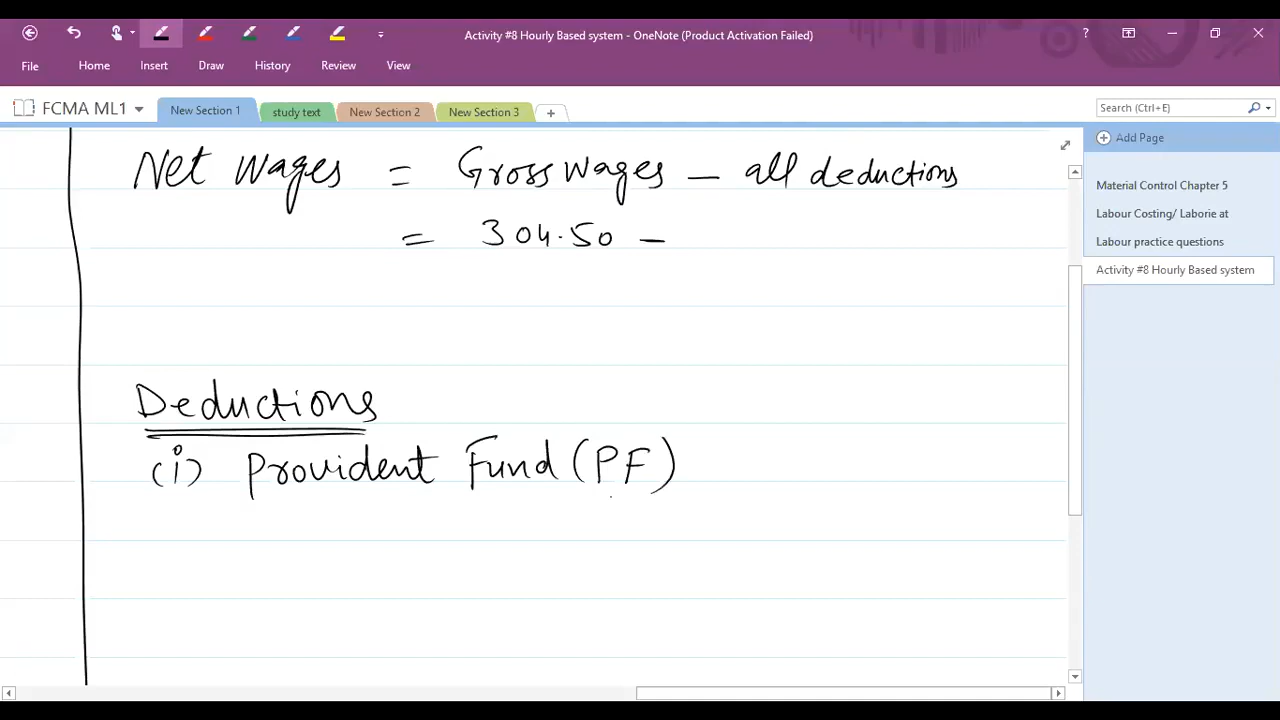 Activity #8 Hourly Based system - OneNote (Product Activation Failed)
?
File Home Insert Draw History Review View
FCMA ML1 New Section 1 study text New Section 2 New Section 3 +
Search (Ctrl+E)
Add Page
Material Control Chapter 5
Labour Costing/ Laborie at
Labour practice questions
Activity #8 Hourly Based system
Net Wages = Gross Wages - all deductions
= 304.50 -
Deductions
(i) Provident Fund (PF)